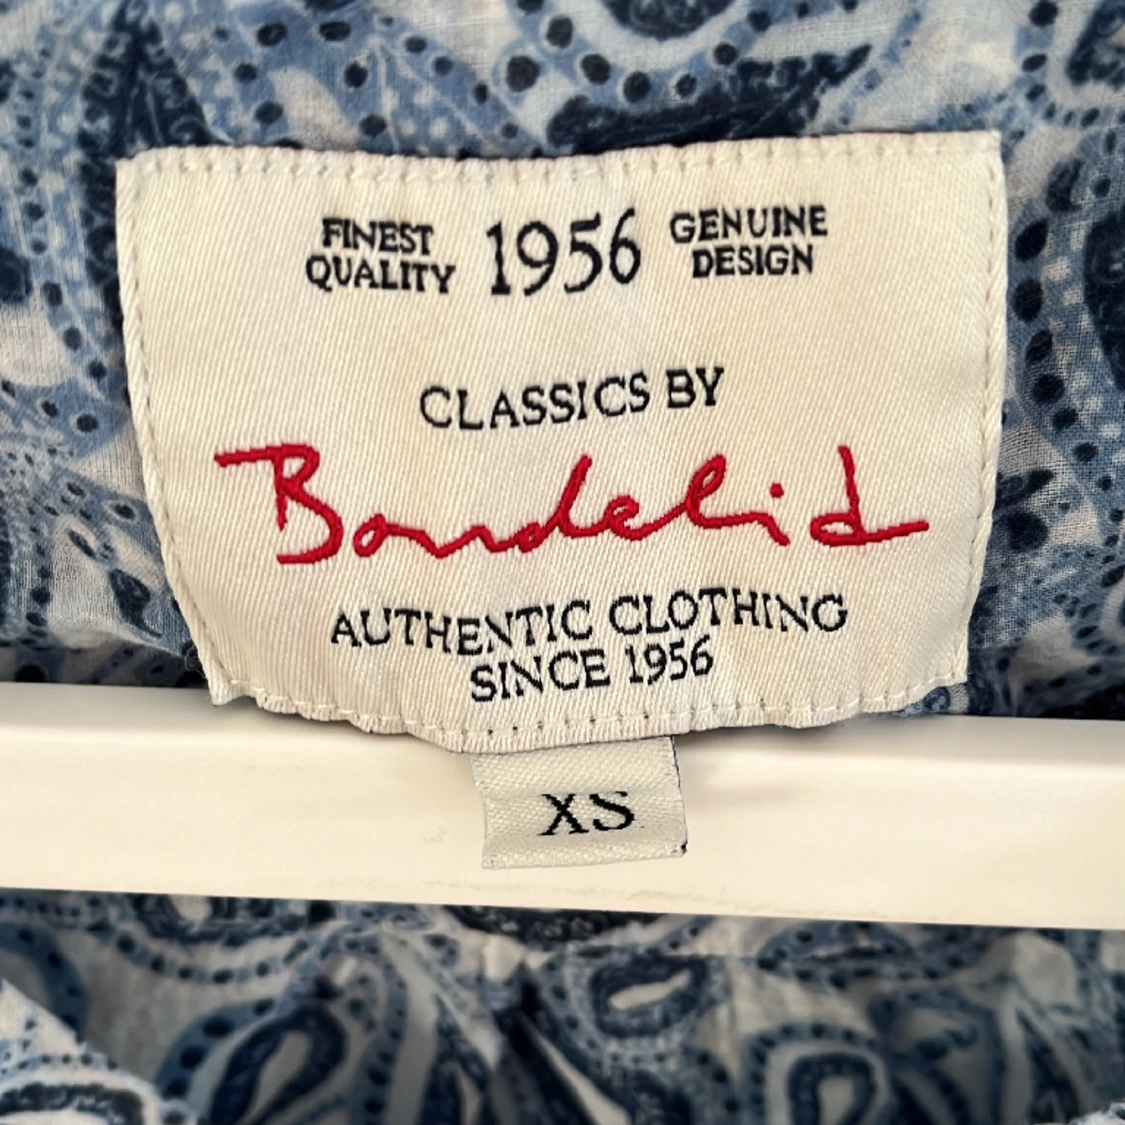 FINEST QUALITY 1956 GENUINE DESIGN
CLASSICS BY
Bondelid
AUTHENTIC CLOTHING
SINCE 1956
XS